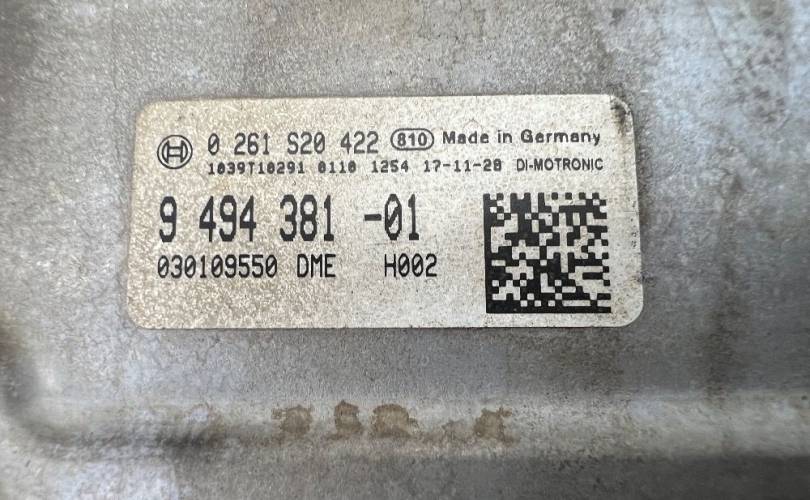 0 261 S20 422 810 Made in Germany
1039T10291 0110 1254 17-11-28 DI-MOTRONIC
9 494 381 -01
030109550 DME H002